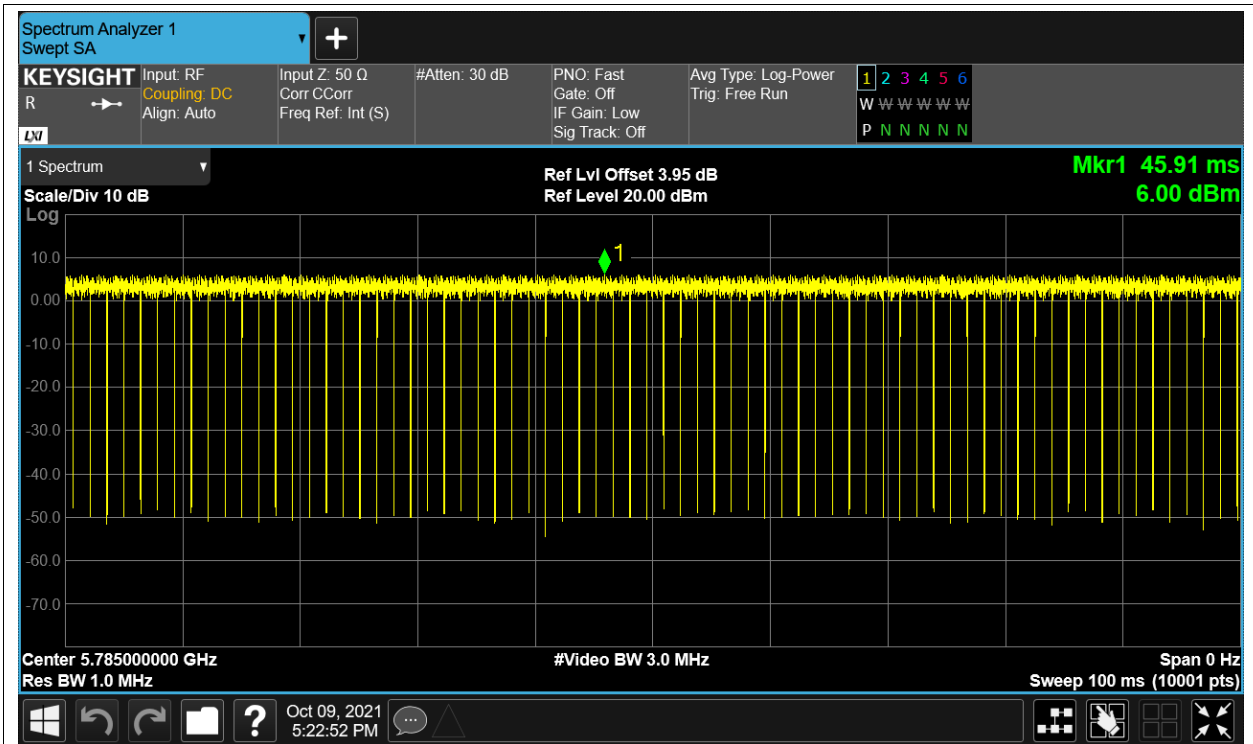 Spectrum Analyzer 1
Swept SA
KEYSIGHT Input: RF Input Z: 50 Ω #Atten: 30 dB PNO: Fast Avg Type: Log-Power 1 2 3 4 5 6
R Coupling: DC Corr CCorr Gate: Off Trig: Free Run W W W W W W
Align: Auto Freq Ref: Int (S) IF Gain: Low
LXI Sig Track: Off P N N N N N
1 Spectrum Ref Lvl Offset 3.95 dB Mkr1 45.91 ms
Scale/Div 10 dB Ref Level 20.00 dBm 6.00 dBm
Log
1
10.0
0.00
-10.0
-20.0
-30.0
-40.0
-50.0
-60.0
-70.0
Center 5.785000000 GHz #Video BW 3.0 MHz Span 0 Hz
Res BW 1.0 MHz Sweep 100 ms (10001 pts)
? Oct 09, 2021
5:22:52 PM